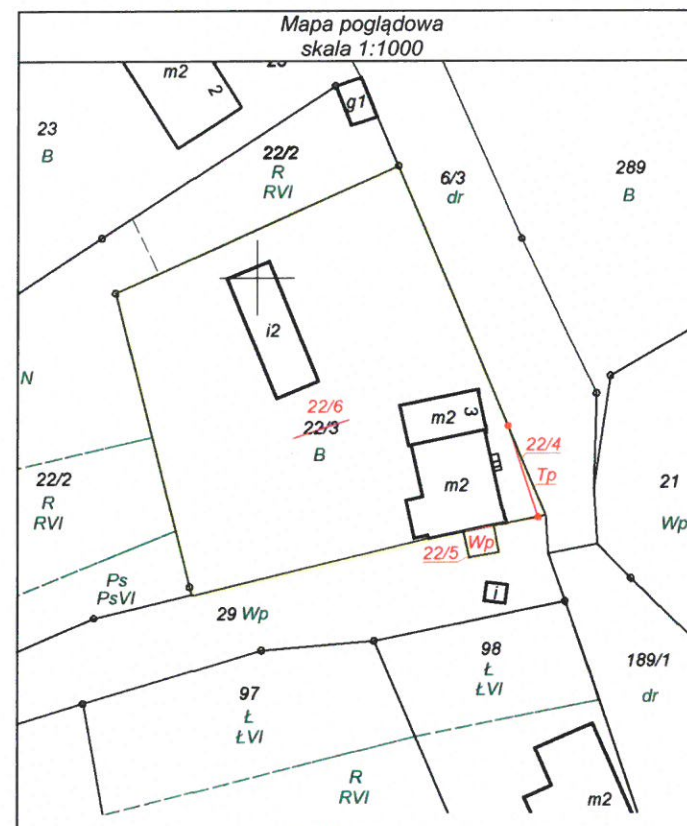 Mapa poglądowa
skala 1:1000
m2
2
g1
23
B
22/2
R
RVI
6/3
dr
289
B
i2
N
22/6
22/3
B
m2
3
m2
22/4
Tp
22/2
R
RVI
21
Wp
22/5
Wp
Ps
PsVI
i
29 Wp
98
Ł
ŁVI
189/1
dr
97
Ł
ŁVI
R
RVI
m2